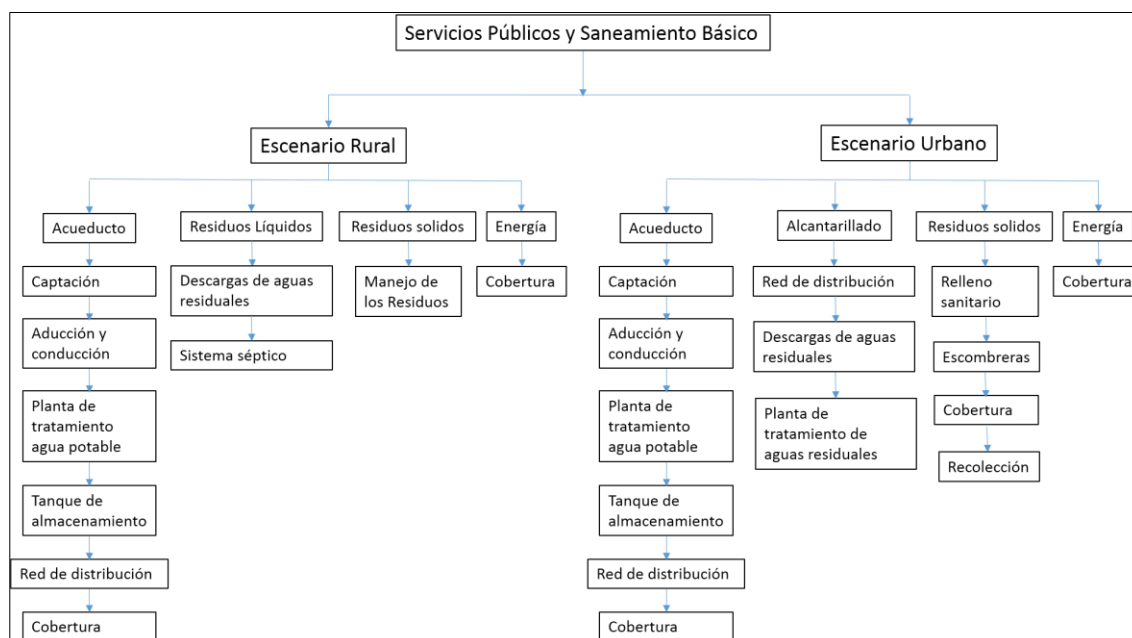 Servicios Públicos y Saneamiento Básico
Escenario Rural
Escenario Urbano
Acueducto
Residuos Líquidos
Residuos solidos
Energía
Captación
Descargas de aguas
residuales
Manejo de
los Residuos
Cobertura
Aducción y
conducción
Sistema séptico
Planta de
tratamiento
agua potable
Tanque de
almacenamiento
Red de distribución
Cobertura
Acueducto
Alcantarillado
Residuos solidos
Energía
Captación
Red de distribución
Relleno
sanitario
Cobertura
Aducción y
conducción
Descargas de aguas
residuales
Escombreras
Planta de
tratamiento
agua potable
Planta de
tratamiento de
aguas residuales
Cobertura
Recolección
Tanque de
almacenamiento
Red de distribución
Cobertura